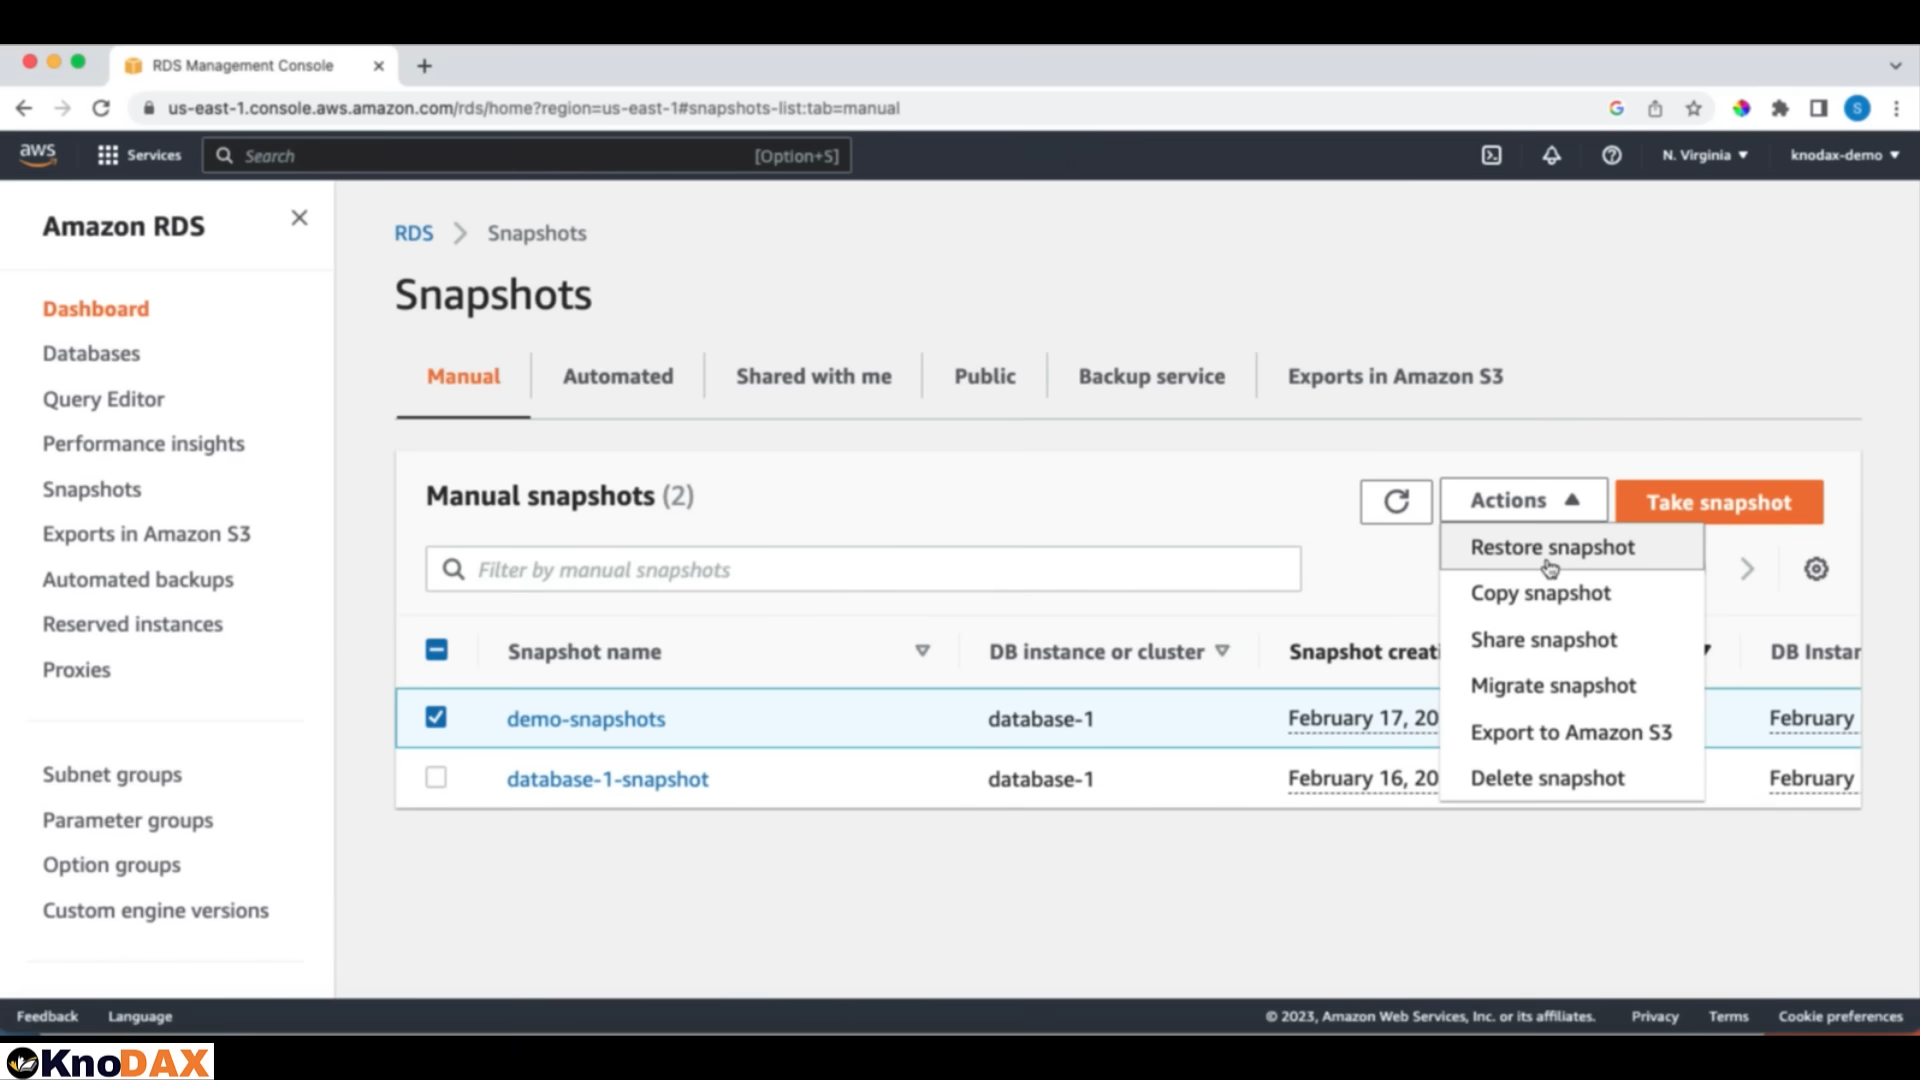 RDS Management Console
us-east-1.console.aws.amazon.com/rds/home?region=us-east-1#snapshots-list:tab=manual
S
aws
Services
Search
[Option+S]
N. Virginia
knodax-demo
Amazon RDS
Dashboard
Databases
Query Editor
Performance insights
Snapshots
Exports in Amazon S3
Automated backups
Reserved instances
Proxies
Subnet groups
Parameter groups
Option groups
Custom engine versions
RDS
Snapshots
Snapshots
Manual
Automated
Shared with me
Public
Backup service
Exports in Amazon S3
Manual snapshots (2)
Actions
Take snapshot
Filter by manual snapshots
Restore snapshot
Copy snapshot
Share snapshot
Migrate snapshot
Export to Amazon S3
Delete snapshot
Snapshot name
DB instance or cluster
Snapshot creati
DB Instar
demo-snapshots
database-1
February 17, 20
February
database-1-snapshot
database-1
February 16, 20
February
Feedback
Language
© 2023, Amazon Web Services, Inc. or its affiliates.
Privacy
Terms
Cookie preferences
KnoDAX